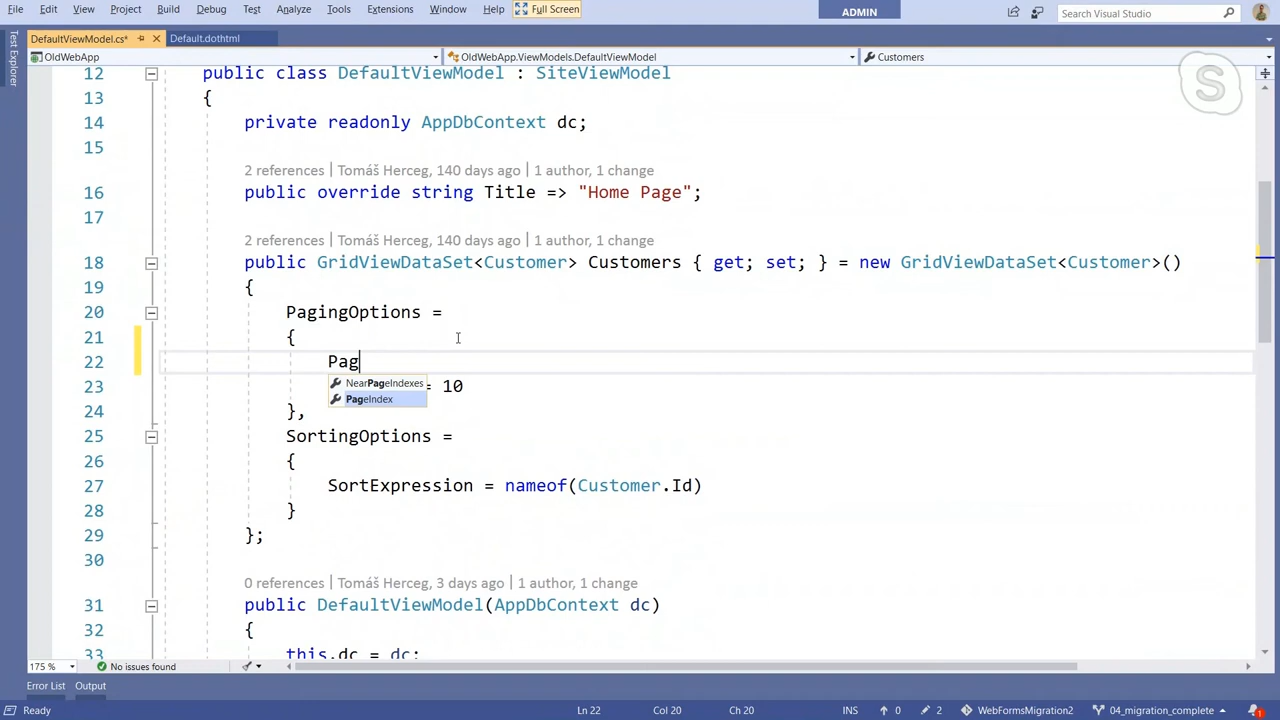 File Edit View Project Build Debug Test Analyze Tools Extensions Window Help Full Screen ADMIN Search Visual Studio
DefaultViewModel.cs* Default.dothtml
OldWebApp OldWebApp.ViewModels.DefaultViewModel Customers
Test Explorer
12 public class DefaultViewModel : SiteViewModel
13 {
14 private readonly AppDbContext dc;
15
2 references | Tomáš Herceg, 140 days ago | 1 author, 1 change
16 public override string Title => "Home Page";
17
2 references | Tomáš Herceg, 140 days ago | 1 author, 1 change
18 public GridViewDataSet<Customer> Customers { get; set; } = new GridViewDataSet<Customer>()
19 {
20 PagingOptions =
21 {
22 Pag
NearPageIndexes
23 = 10
PageIndex
24 },
25 SortingOptions =
26 {
27 SortExpression = nameof(Customer.Id)
28 }
29 };
30
0 references | Tomáš Herceg, 3 days ago | 1 author, 1 change
31 public DefaultViewModel(AppDbContext dc)
32 {
33 this.dc = dc;
175 % No issues found
Error List Output
Ready Ln 22 Col 20 Ch 20 INS 0 2 WebFormsMigration2 04_migration_complete 1